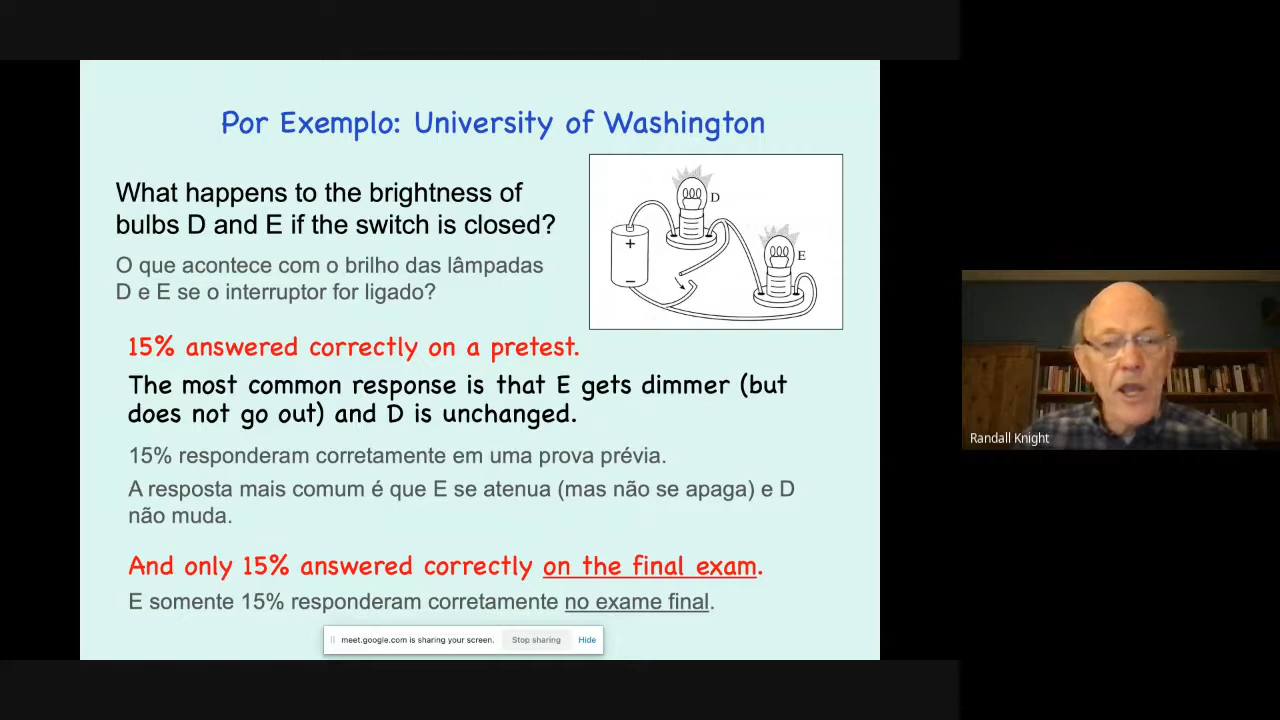 Por Exemplo: University of Washington
What happens to the brightness of
bulbs D and E if the switch is closed?
O que acontece com o brilho das lâmpadas
D e E se o interruptor for ligado?
D
E
+
–
15% answered correctly on a pretest.
The most common response is that E gets dimmer (but
does not go out) and D is unchanged.
15% responderam corretamente em uma prova prévia.
A resposta mais comum é que E se atenua (mas não se apaga) e D
não muda.
And only 15% answered correctly on the final exam.
E somente 15% responderam corretamente no exame final.
meet.google.com is sharing your screen. Stop sharing Hide
Randall Knight